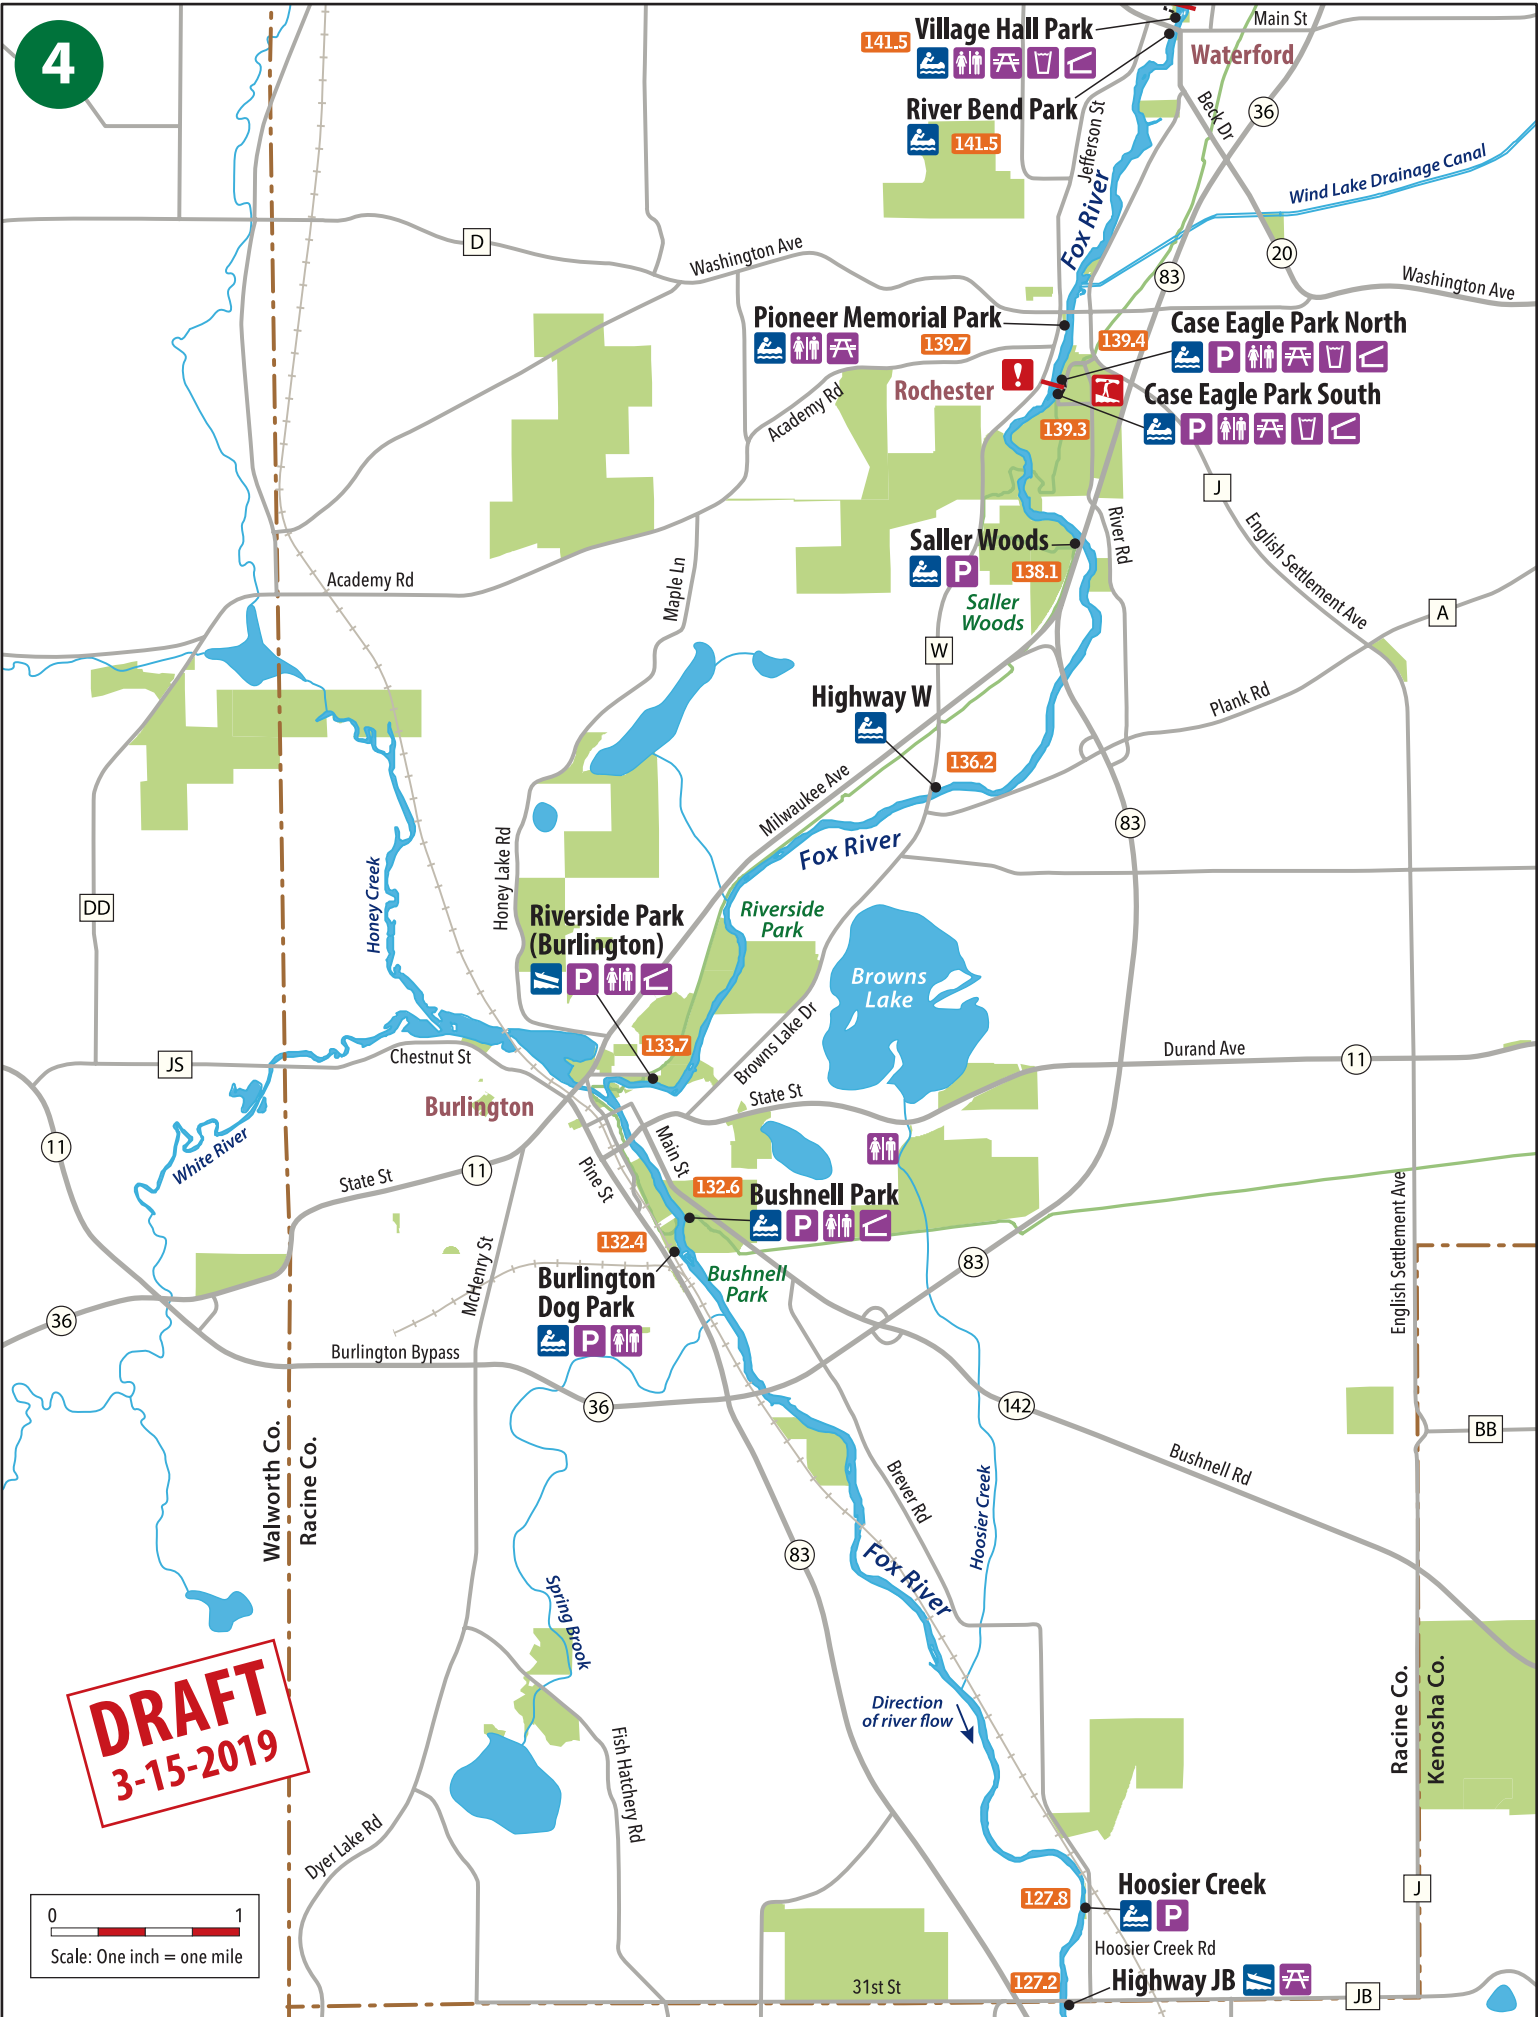 4
Village Hall Park
141.5
Main St
Waterford
River Bend Park
141.5
Jefferson St
Beck Dr
36
Fox River
Wind Lake Drainage Canal
D
Washington Ave
20
83
Washington Ave
Pioneer Memorial Park
139.7
139.4
Case Eagle Park North
P
Rochester
!
Case Eagle Park South
P
139.3
Academy Rd
J
River Rd
English Settlement Ave
Saller Woods
P
138.1
Saller
Woods
Academy Rd
Maple Ln
A
W
Plank Rd
Highway W
136.2
Milwaukee Ave
83
Fox River
Honey Lake Rd
Honey Creek
DD
Riverside Park
(Burlington)
P
Riverside
Park
Browns
Lake
133.7
Browns Lake Dr
Durand Ave
11
JS
Chestnut St
Burlington
State St
White River
11
Main St
Pine St
State St
11
132.6
Bushnell Park
P
English Settlement Ave
132.4
McHenry St
Burlington
Dog Park
P
Bushnell
Park
83
36
Burlington Bypass
36
142
BB
Walworth Co.
Racine Co.
Brever Rd
Hoosier Creek
Bushnell Rd
83
Fox River
Spring Brook
DRAFT
3-15-2019
Direction
of river flow
Racine Co.
Kenosha Co.
Fish Hatchery Rd
Dyer Lake Rd
Hoosier Creek
127.8
P
J
0 1
Scale: One inch = one mile
Hoosier Creek Rd
127.2
Highway JB
31st St
JB